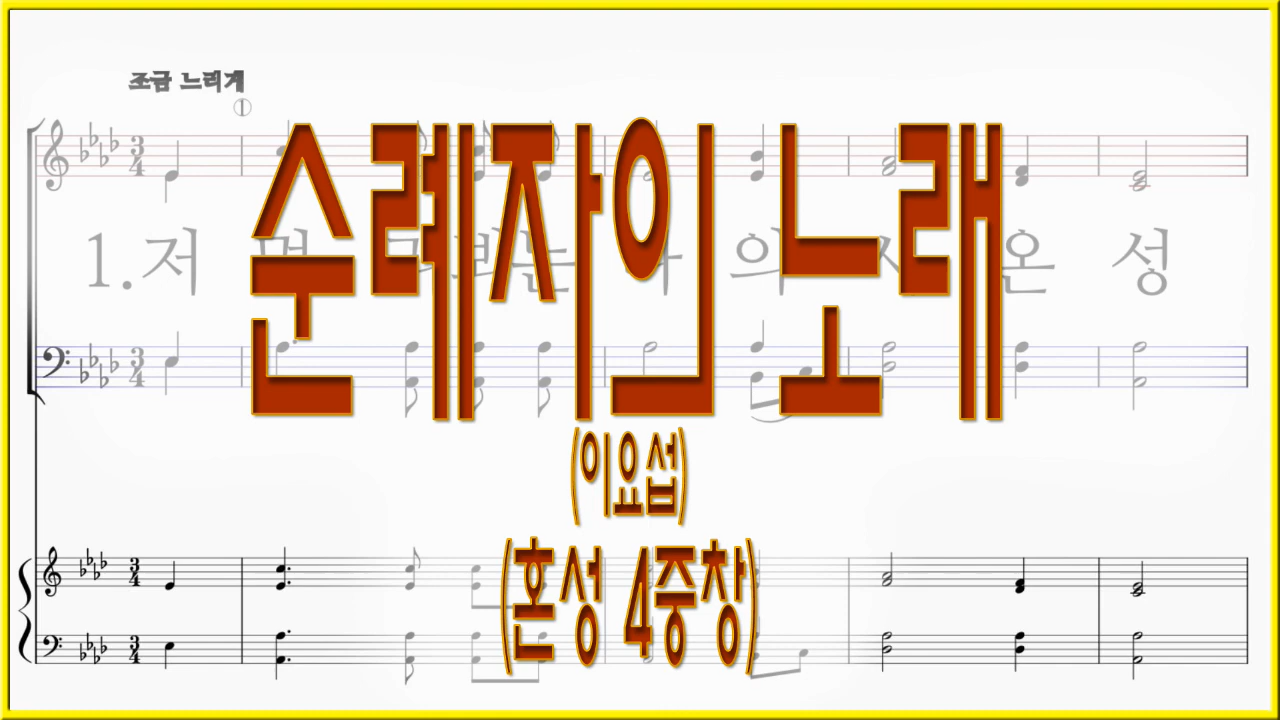 조금 느리게
①
순례자의 노래
1.저 는 의 온 성
(이요섭)
(혼성 4중창)